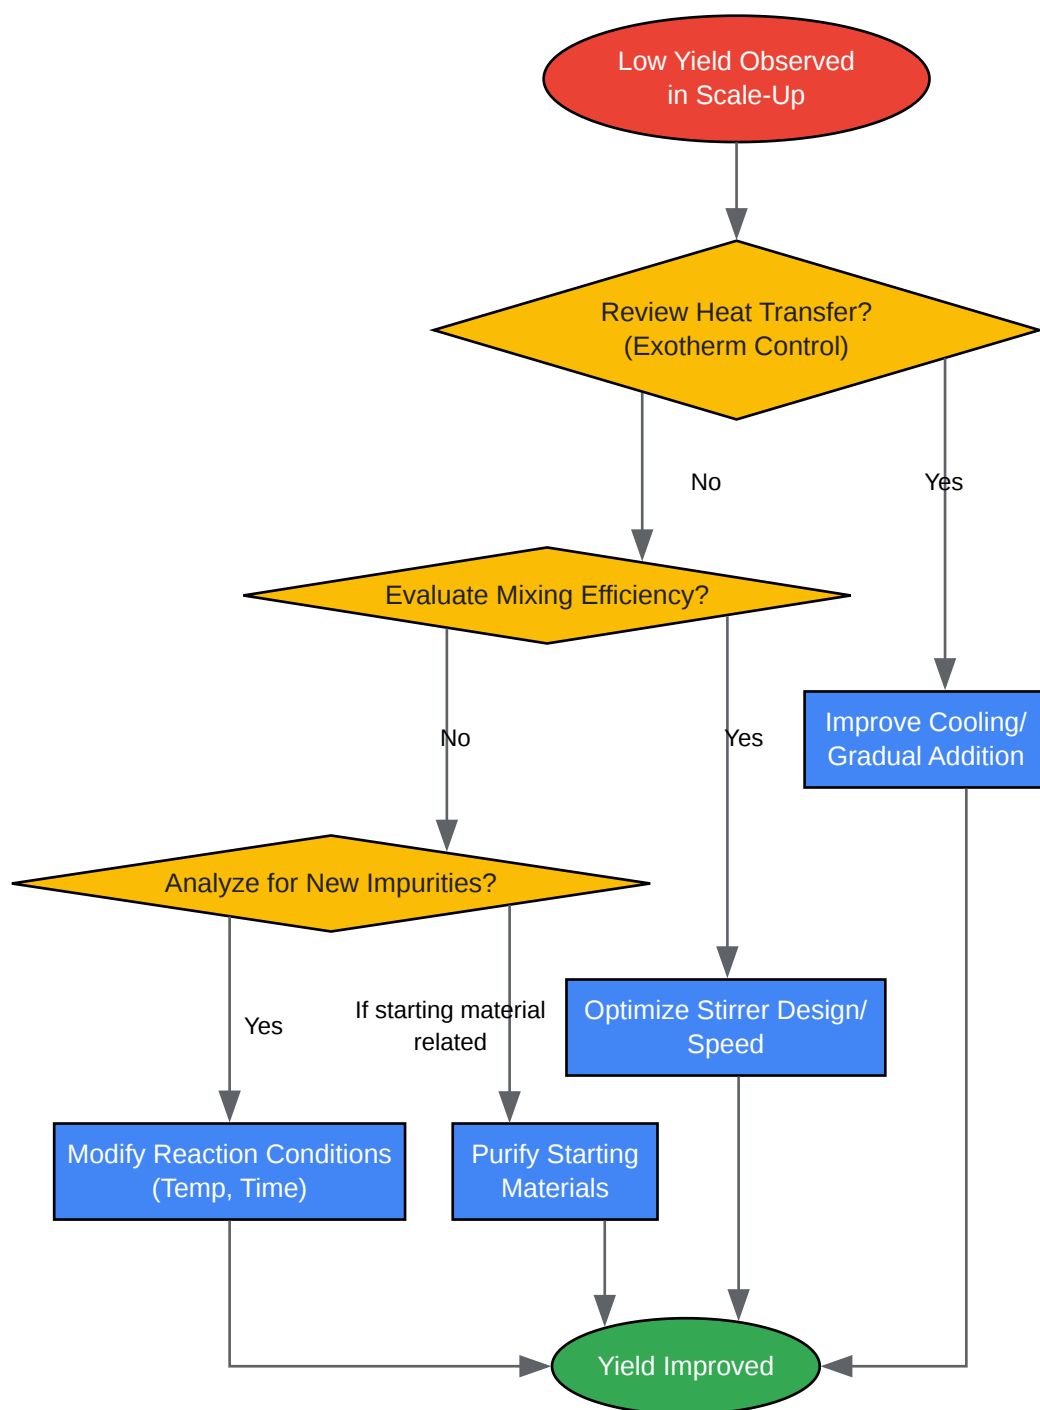 Low Yield Observed
in Scale-Up
Review Heat Transfer?
(Exotherm Control)
No
Yes
Evaluate Mixing Efficiency?
Improve Cooling/
Gradual Addition
No
Yes
Analyze for New Impurities?
If starting material
related
Yes
Optimize Stirrer Design/
Speed
Modify Reaction Conditions
(Temp, Time)
Purify Starting
Materials
Yield Improved